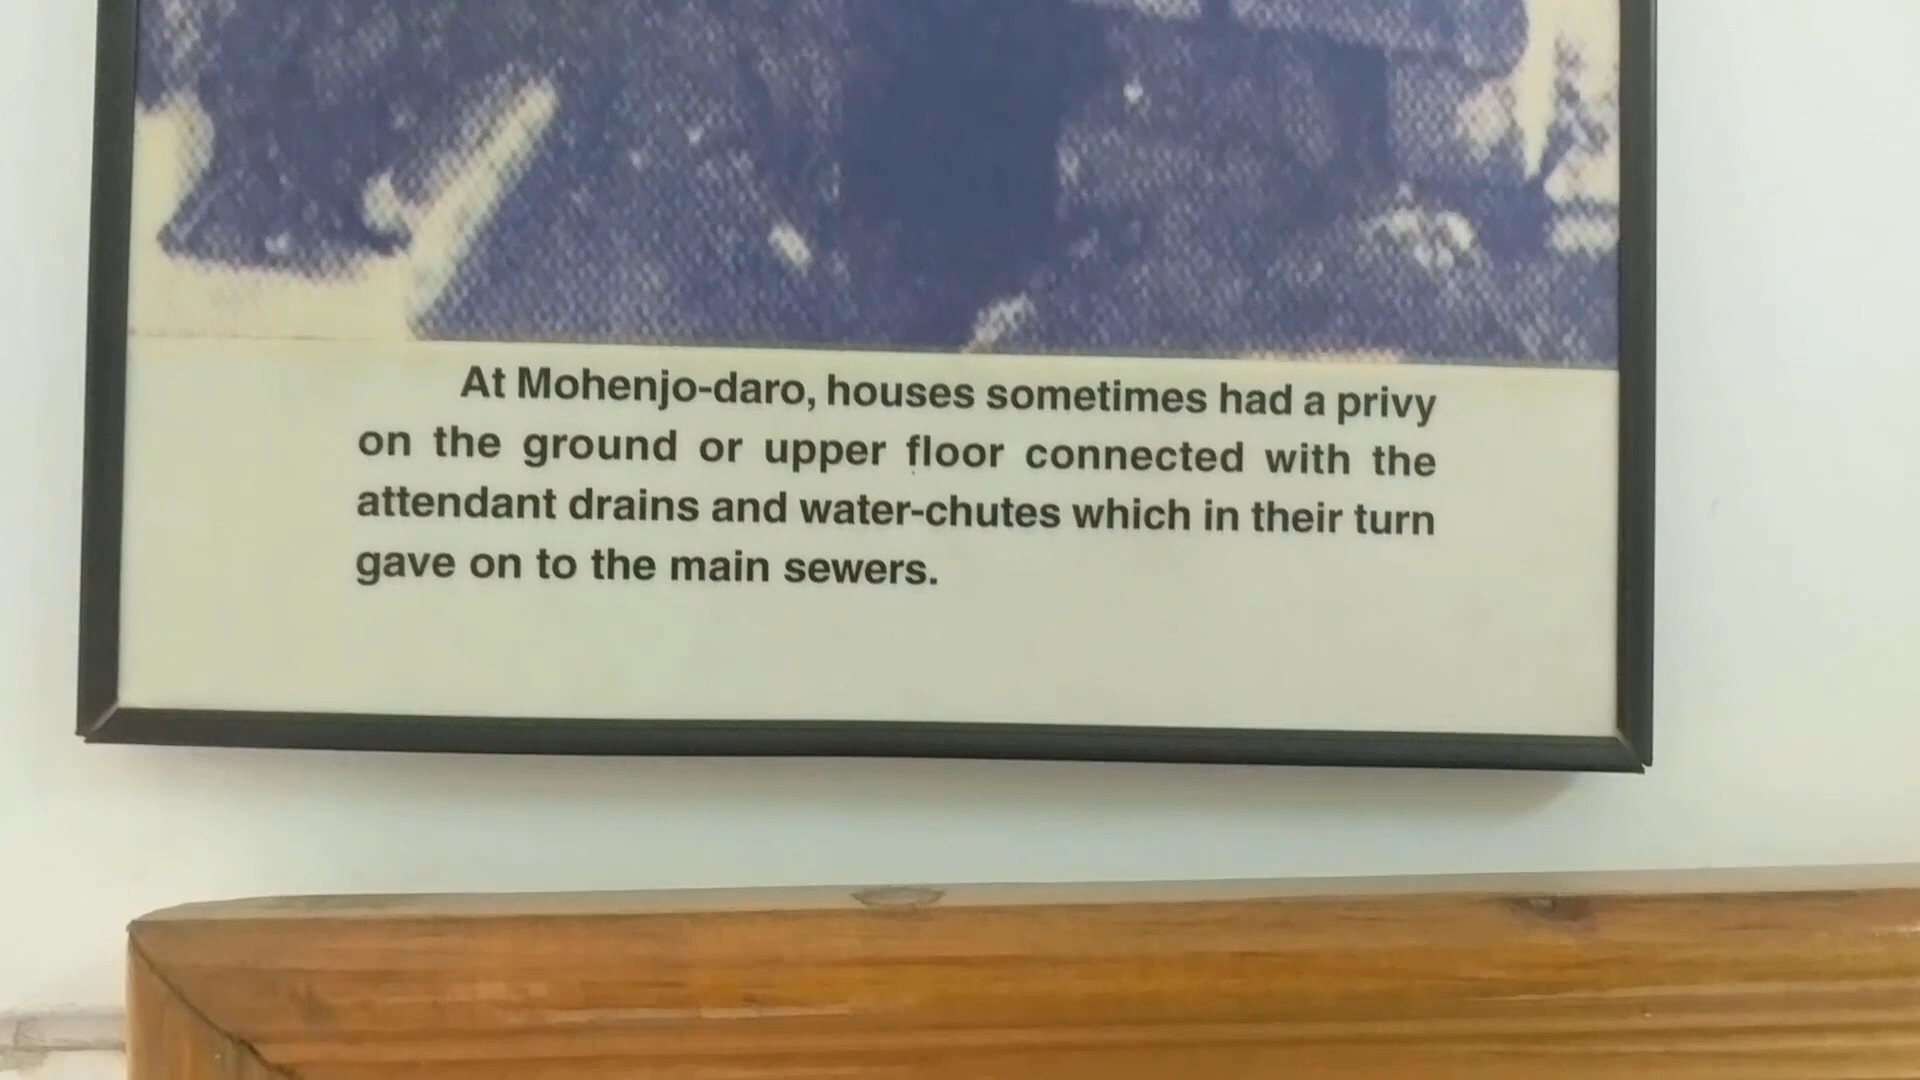 At Mohenjo-daro, houses sometimes had a privy
on the ground or upper floor connected with the
attendant drains and water-chutes which in their turn
gave on to the main sewers.